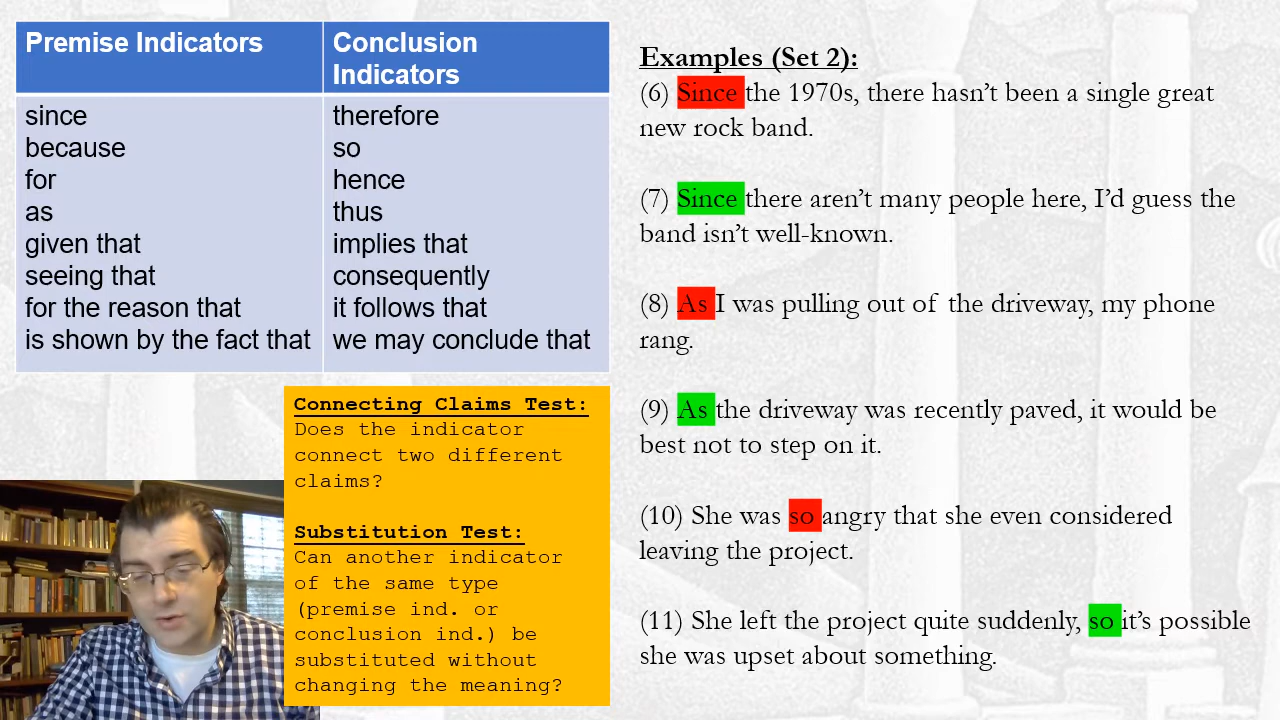 Premise Indicators
Conclusion
Indicators
since
because
for
as
given that
seeing that
for the reason that
is shown by the fact that
therefore
so
hence
thus
implies that
consequently
it follows that
we may conclude that
Connecting Claims Test:
Does the indicator
connect two different
claims?
Substitution Test:
Can another indicator
of the same type
(premise ind. or
conclusion ind.) be
substituted without
changing the meaning?
Examples (Set 2):
(6) Since the 1970s, there hasn’t been a single great
new rock band.
(7) Since there aren’t many people here, I’d guess the
band isn’t well-known.
(8) As I was pulling out of the driveway, my phone
rang.
(9) As the driveway was recently paved, it would be
best not to step on it.
(10) She was so angry that she even considered
leaving the project.
(11) She left the project quite suddenly, so it’s possible
she was upset about something.